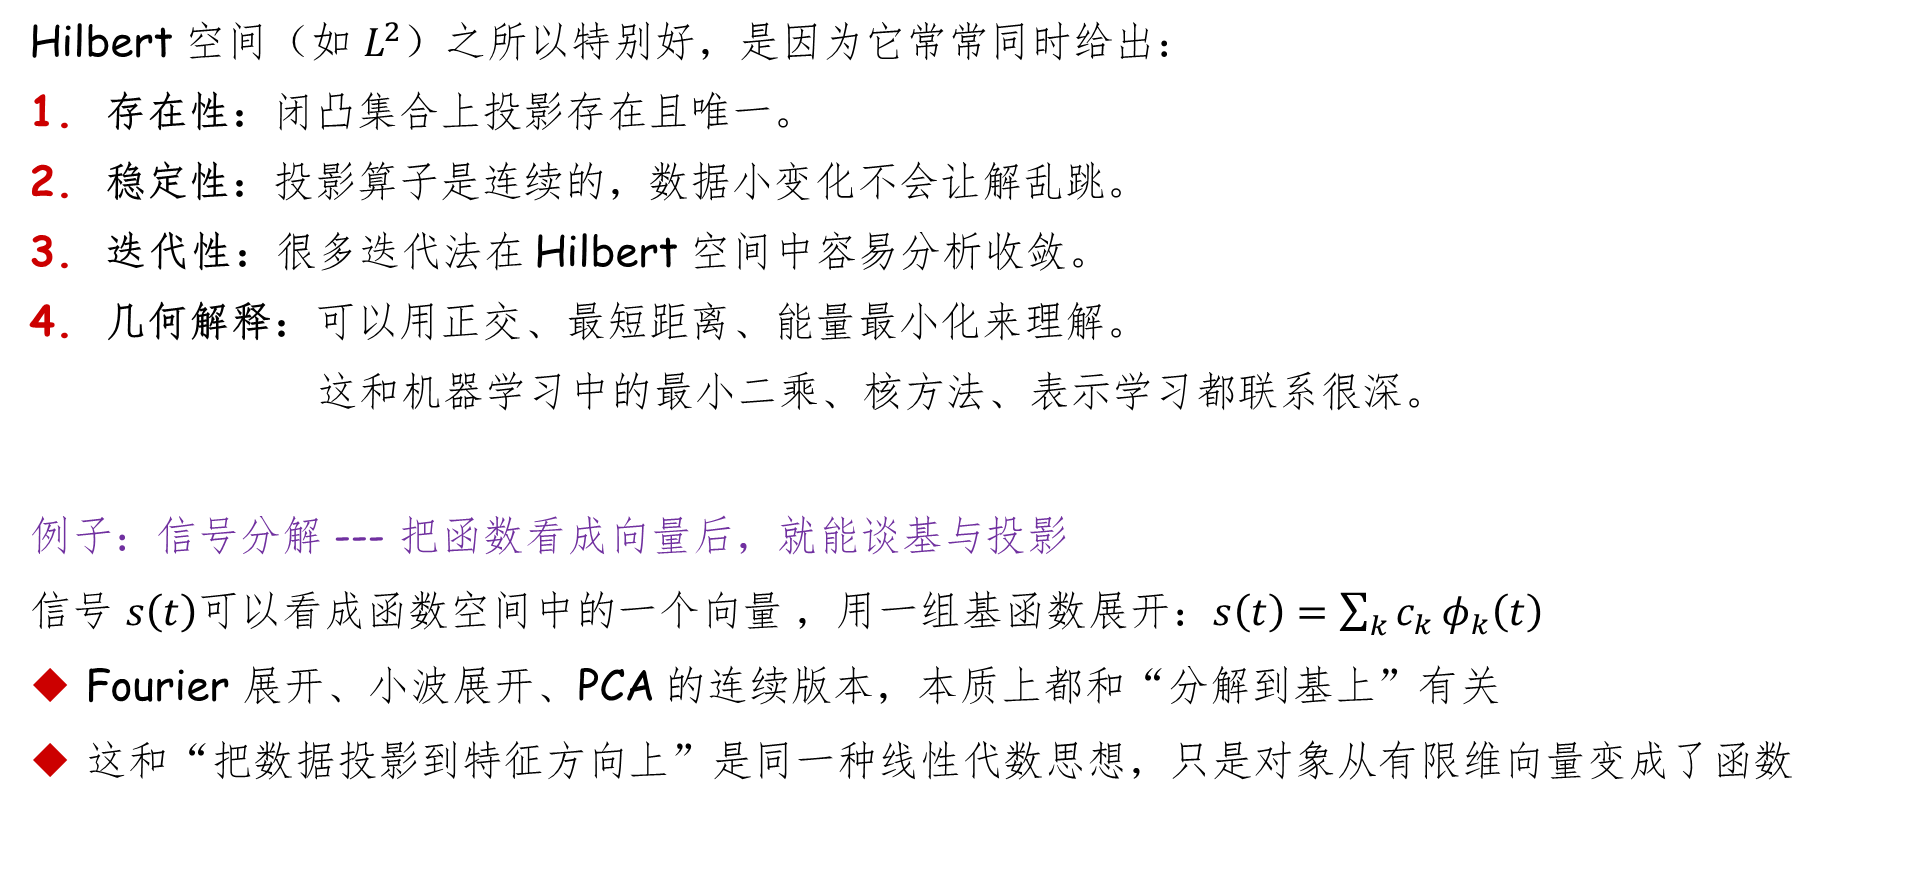 Hilbert 空间（如 L²）之所以特别好，是因为它常常同时给出：
1. 存在性：闭凸集合上投影存在且唯一。
2. 稳定性：投影算子是连续的，数据小变化不会让解乱跳。
3. 迭代性：很多迭代法在 Hilbert 空间中容易分析收敛。
4. 几何解释：可以用正交、最短距离、能量最小化来理解。
这和机器学习中的最小二乘、核方法、表示学习都联系很深。
例子：信号分解 --- 把函数看成向量后，就能谈基与投影
信号 s(t)可以看成函数空间中的一个向量 ，用一组基函数展开：s(t) = ∑ₖ cₖ ϕₖ(t)
◆ Fourier 展开、小波展开、PCA 的连续版本，本质上都和“分解到基上”有关
◆ 这和“把数据投影到特征方向上”是同一种线性代数思想，只是对象从有限维向量变成了函数